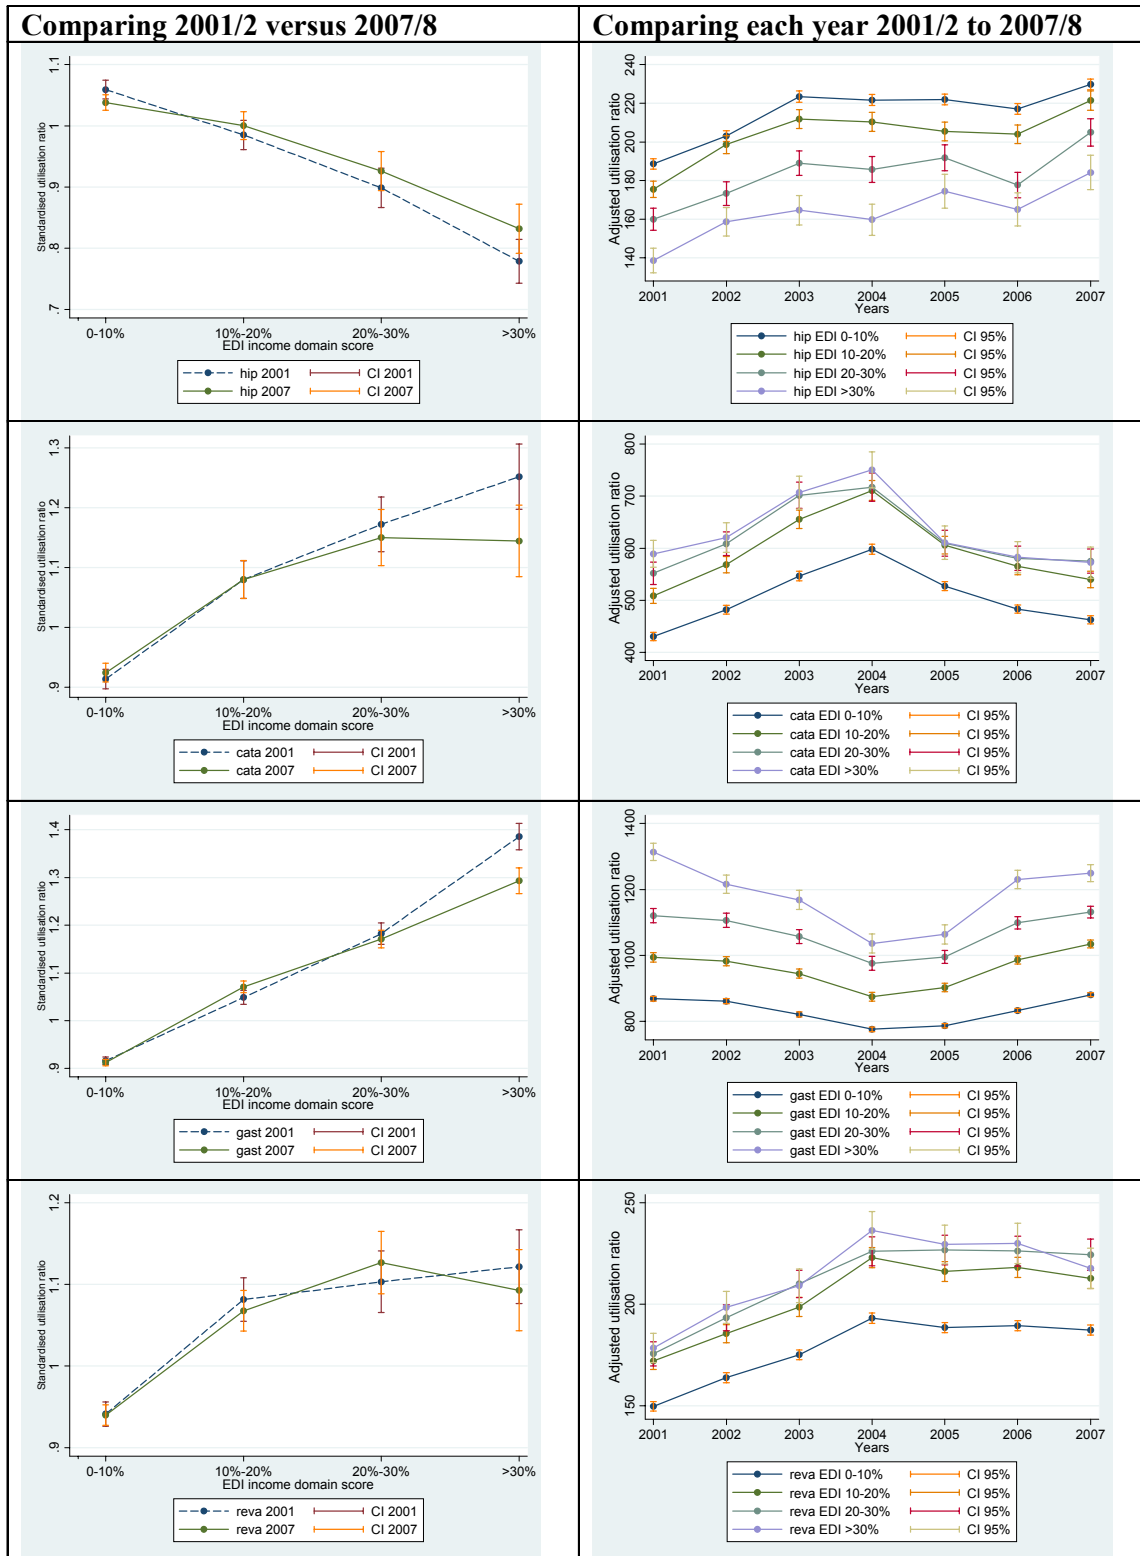 Comparing 2001/2 versus 2007/8
Comparing each year 2001/2 to 2007/8
Standardised utilisation ratio
1.1
1
.9
.8
.7
0-10% 10%-20% 20%-30% >30%
EDI income domain score
hip 2001 CI 2001
hip 2007 CI 2007
Adjusted utilisation ratio
240
220
200
180
160
140
2001 2002 2003 2004 2005 2006 2007
Years
hip EDI 0-10% CI 95%
hip EDI 10-20% CI 95%
hip EDI 20-30% CI 95%
hip EDI >30% CI 95%
Standardised utilisation ratio
1.3
1.2
1.1
1
.9
0-10% 10%-20% 20%-30% >30%
EDI income domain score
cata 2001 CI 2001
cata 2007 CI 2007
Adjusted utilisation ratio
800
700
600
500
400
2001 2002 2003 2004 2005 2006 2007
Years
cata EDI 0-10% CI 95%
cata EDI 10-20% CI 95%
cata EDI 20-30% CI 95%
cata EDI >30% CI 95%
Standardised utilisation ratio
1.4
1.3
1.2
1.1
1
.9
0-10% 10%-20% 20%-30% >30%
EDI income domain score
gast 2001 CI 2001
gast 2007 CI 2007
Adjusted utilisation ratio
1400
1200
1000
800
2001 2002 2003 2004 2005 2006 2007
Years
gast EDI 0-10% CI 95%
gast EDI 10-20% CI 95%
gast EDI 20-30% CI 95%
gast EDI >30% CI 95%
Standardised utilisation ratio
1.2
1.1
1
.9
0-10% 10%-20% 20%-30% >30%
EDI income domain score
reva 2001 CI 2001
reva 2007 CI 2007
Adjusted utilisation ratio
250
200
150
2001 2002 2003 2004 2005 2006 2007
Years
reva EDI 0-10% CI 95%
reva EDI 10-20% CI 95%
reva EDI 20-30% CI 95%
reva EDI >30% CI 95%